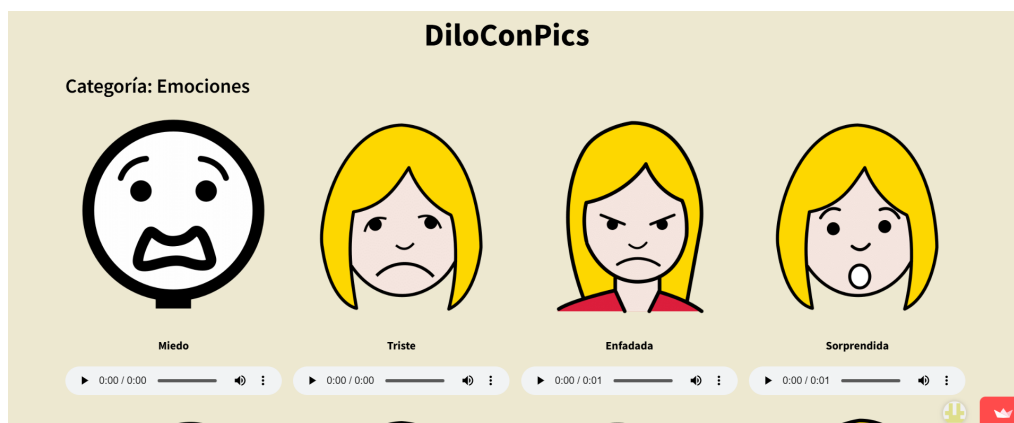 DiloConPics
Categoría: Emociones
Miedo
Triste
Enfadada
Sorprendida
0:00 / 0:00
0:00 / 0:00
0:00 / 0:01
0:00 / 0:01